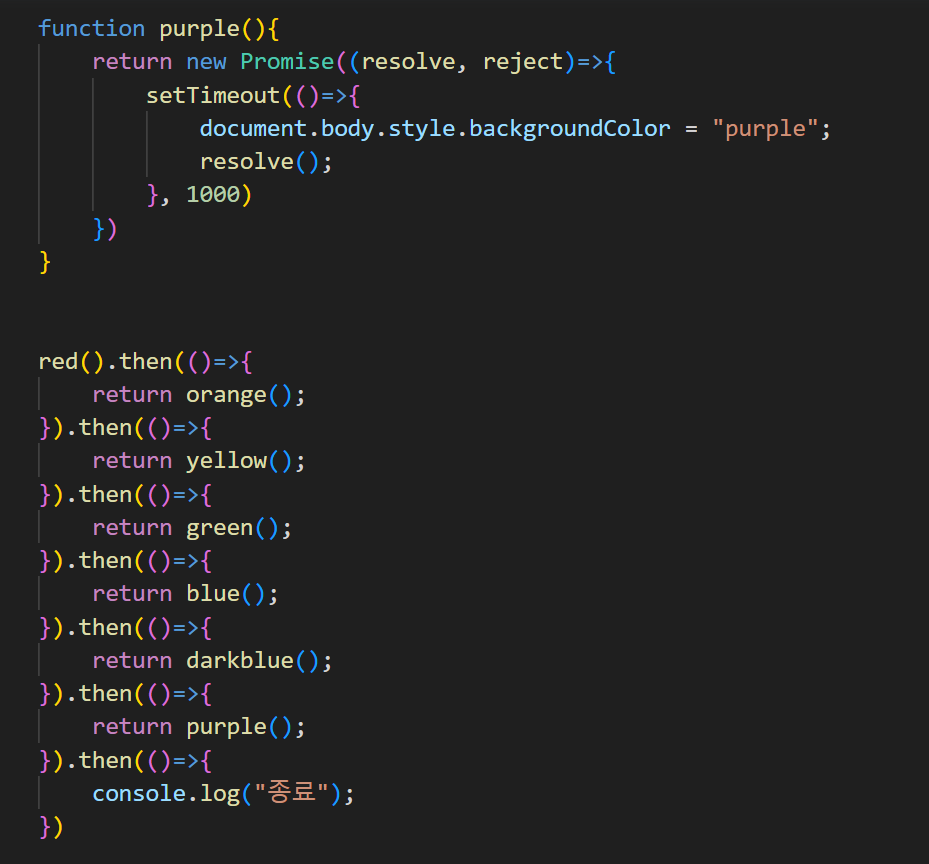 function purple(){
    return new Promise((resolve, reject)=>{
        setTimeout(()=>{
            document.body.style.backgroundColor = "purple";
            resolve();
        }, 1000)
    })
}
red().then(()=>{
    return orange();
}).then(()=>{
    return yellow();
}).then(()=>{
    return green();
}).then(()=>{
    return blue();
}).then(()=>{
    return darkblue();
}).then(()=>{
    return purple();
}).then(()=>{
    console.log("종료");
})